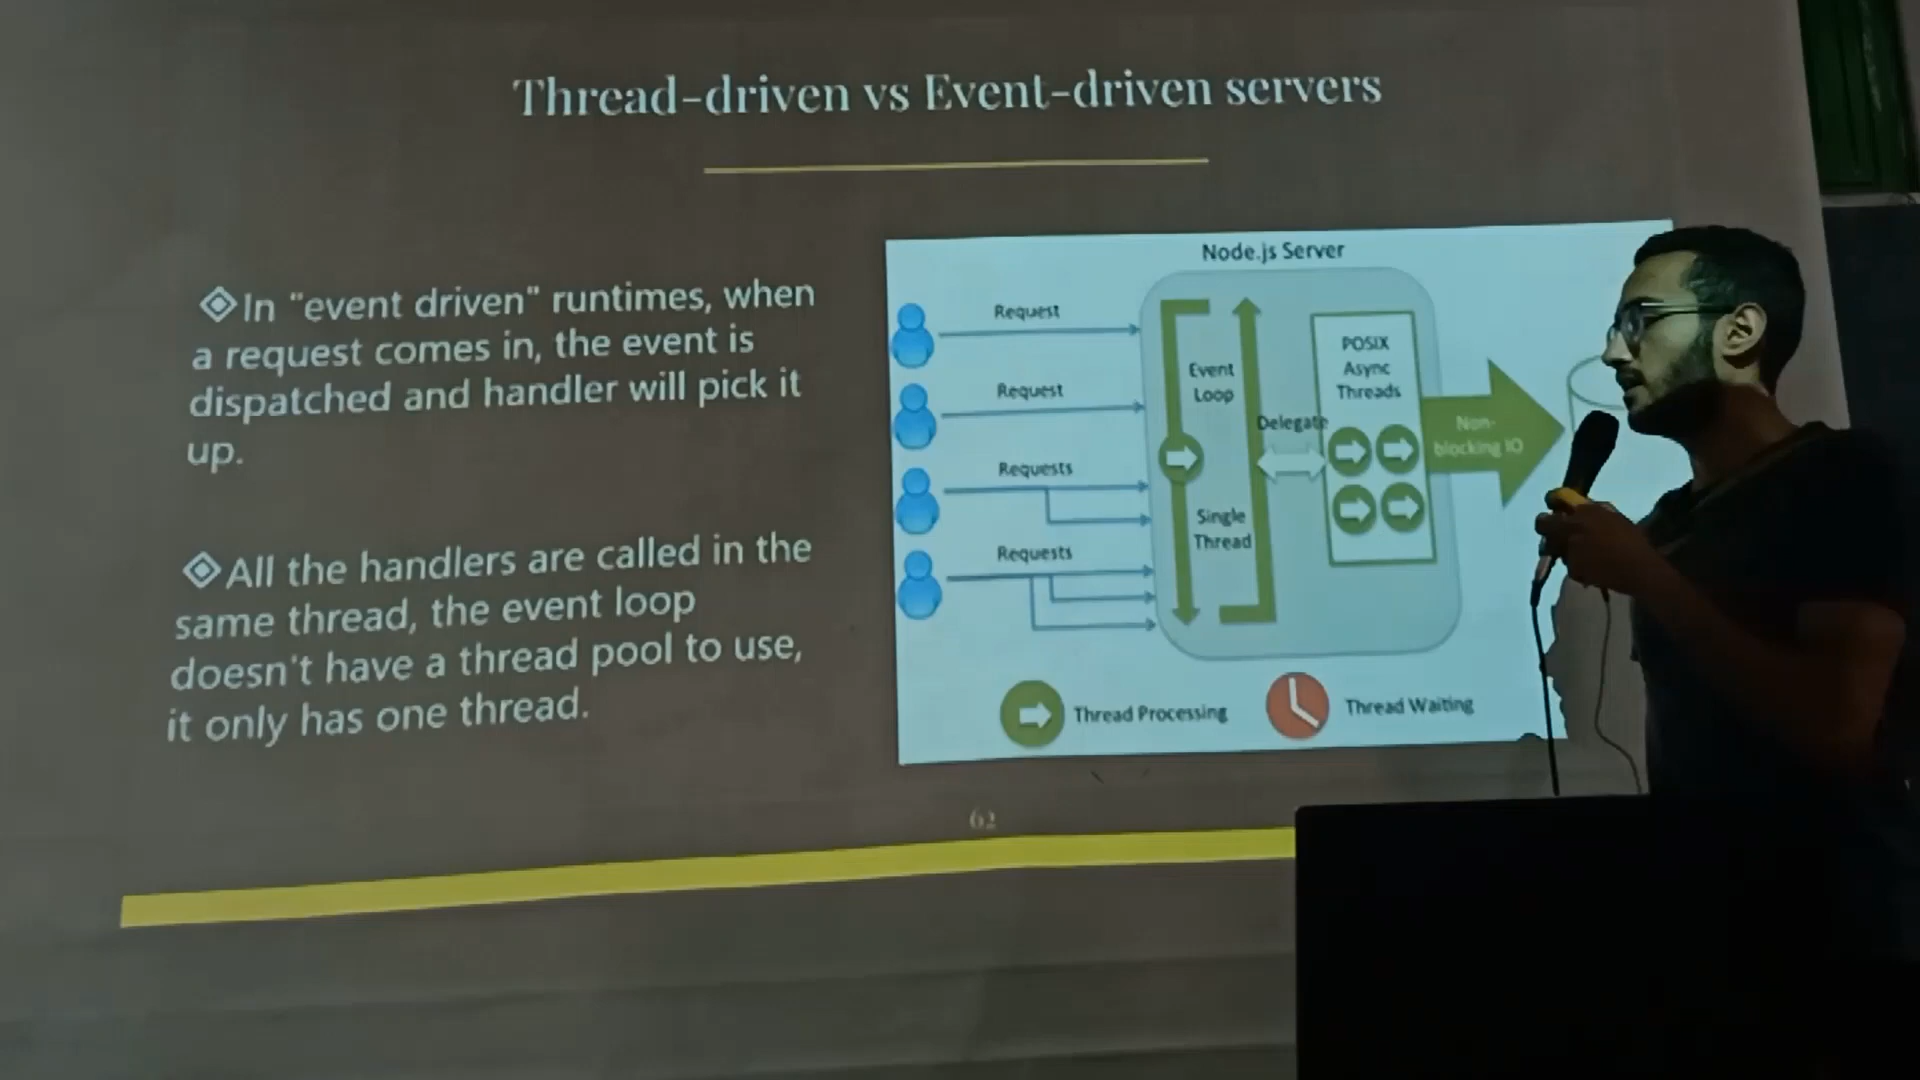 Thread-driven vs Event-driven servers
In "event driven" runtimes, when
a request comes in, the event is
dispatched and handler will pick it
up.
All the handlers are called in the
same thread, the event loop
doesn't have a thread pool to use,
it only has one thread.
Node.js Server
Request
Request
Requests
Requests
Event
Loop
Single
Thread
Delegate
POSIX
Async
Threads
Non-
blocking IO
Thread Processing
Thread Waiting
62